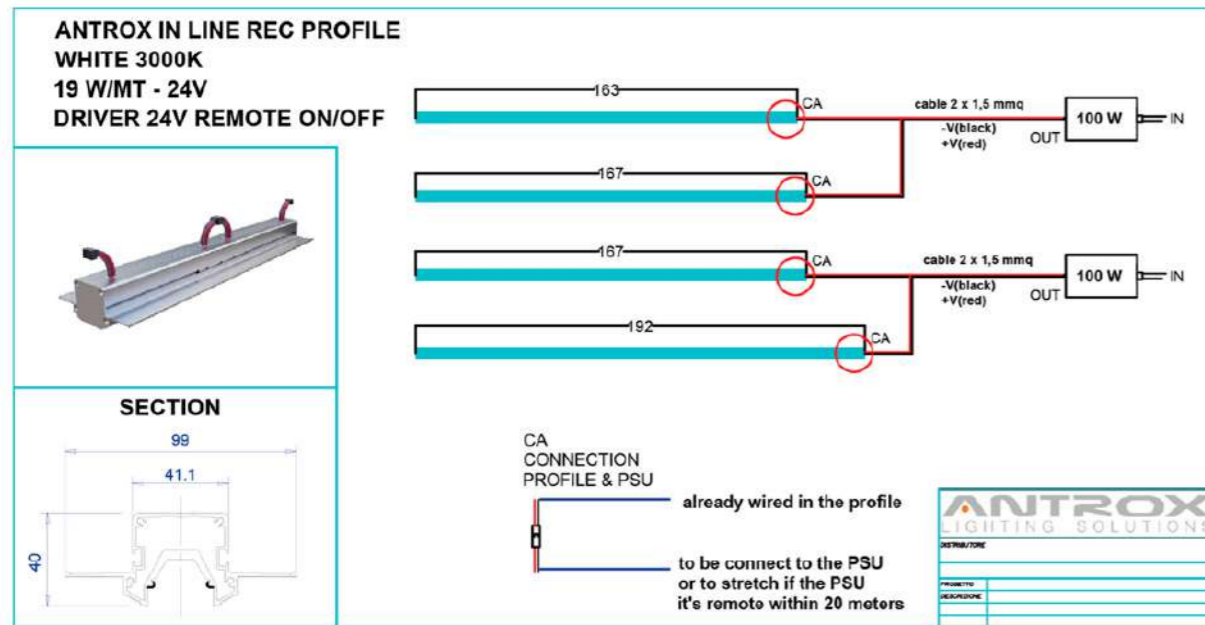 ANTROX IN LINE REC PROFILE
WHITE 3000K
19 W/MT - 24V
DRIVER 24V REMOTE ON/OFF
163
CA
cable 2 x 1,5 mmq
-V(black)
+V(red)
OUT
100 W
IN
167
CA
167
CA
cable 2 x 1,5 mmq
-V(black)
+V(red)
OUT
100 W
IN
192
CA
SECTION
99
41.1
40
CA
CONNECTION
PROFILE & PSU
already wired in the profile
to be connect to the PSU
or to stretch if the PSU
it's remote within 20 meters
ANTROX
LIGHTING SOLUTIONS
DISTRIBUTORE
PROGETTO
DESCRIZIONE